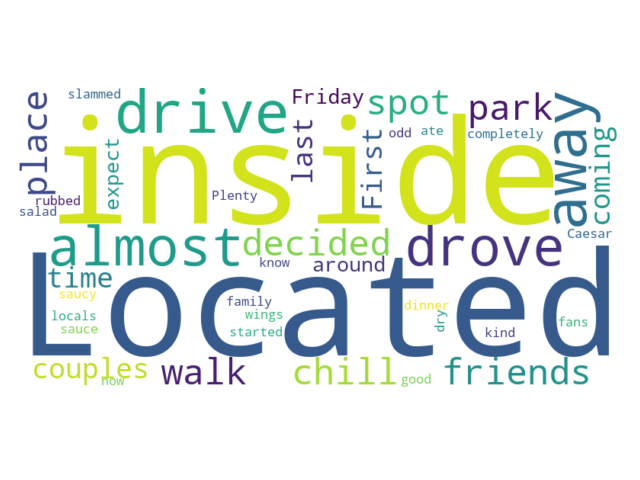 slammed
drive
Friday
spot
park
away
place
inside
expect
last
First
odd
ate
completely
coming
rubbed
salad
Plenty
Caesar
almost
decided
drove
know
around
time
Located
saucy
family
dinner
locals
wings
sauce
started
dry
kind
fans
couples
now
walk
chill
good
friends